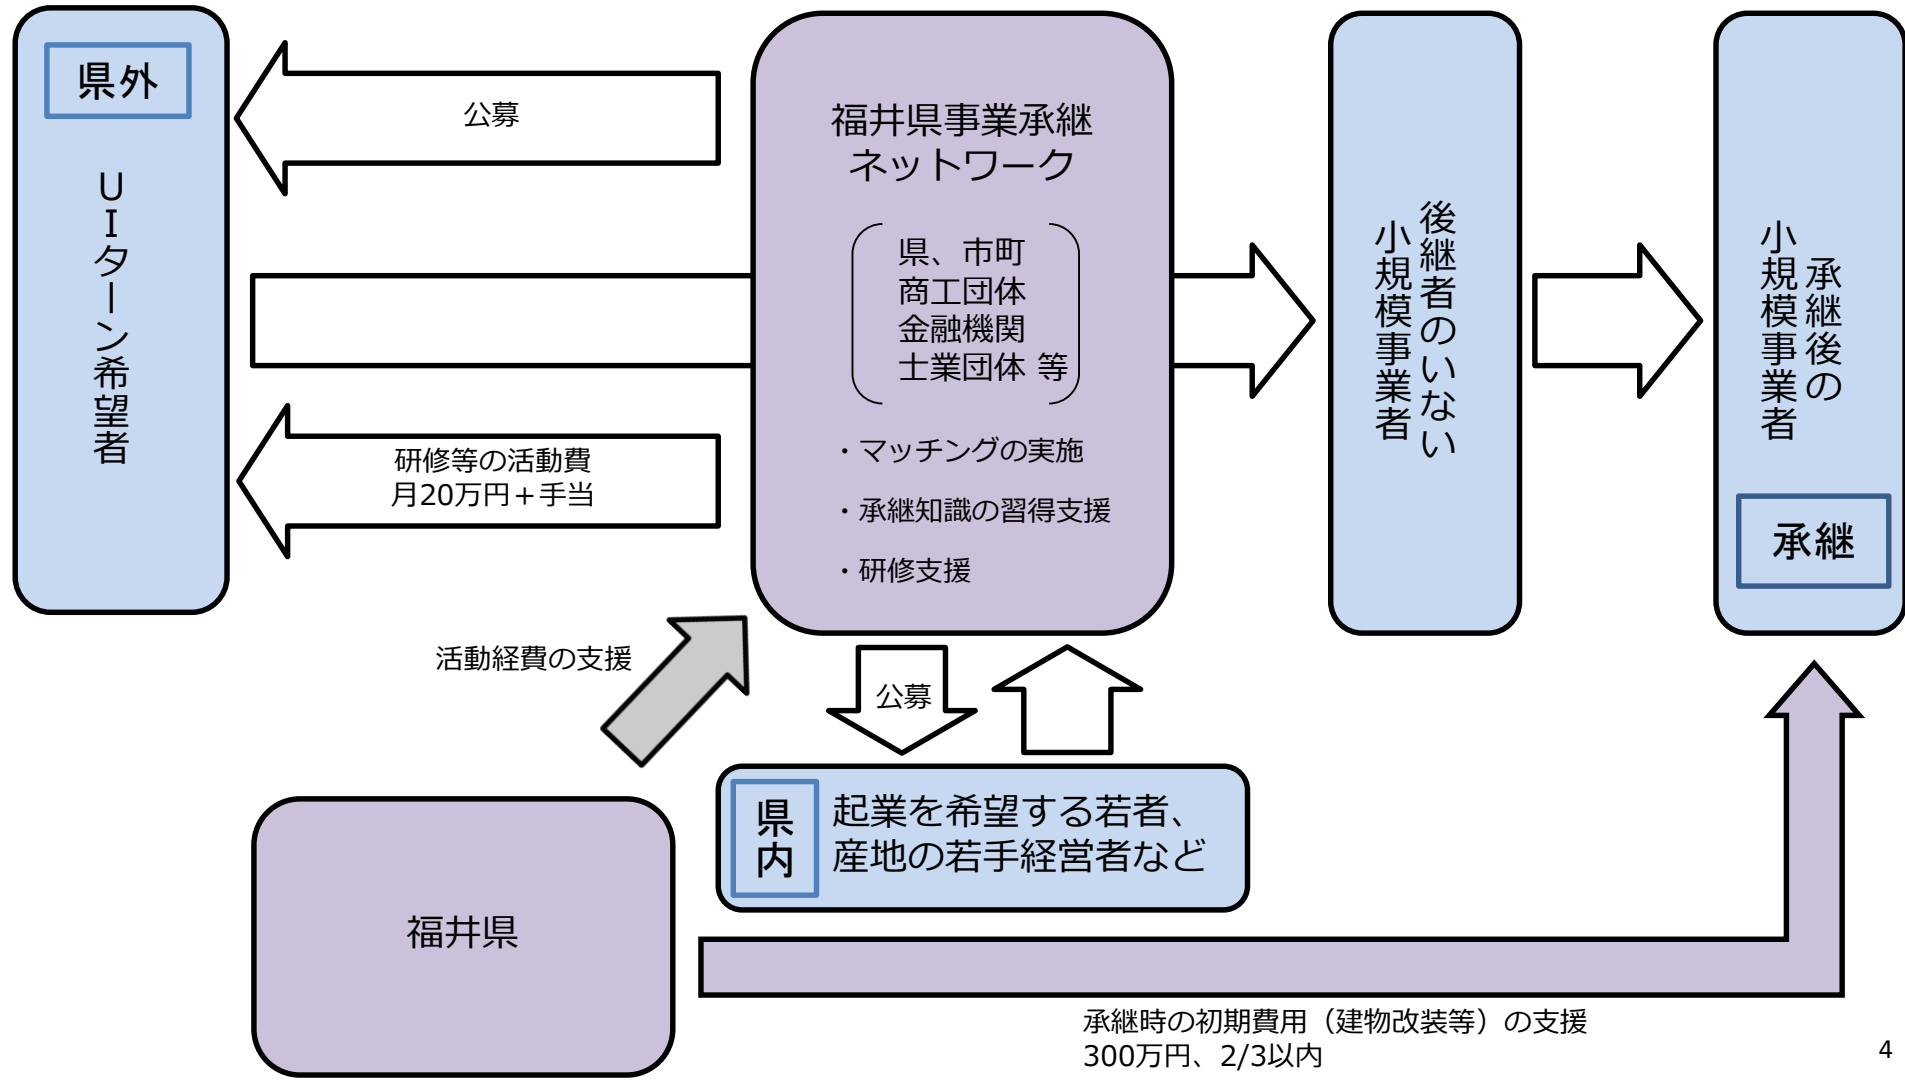 県外
UIターン希望者
公募
研修等の活動費
月20万円＋手当
福井県事業承継
ネットワーク
県、市町
商工団体
金融機関
士業団体 等
・マッチングの実施
・承継知識の習得支援
・研修支援
後継者のいない
小規模事業者
承継後の
小規模事業者
承継
活動経費の支援
公募
県内
起業を希望する若者、
産地の若手経営者など
福井県
承継時の初期費用（建物改装等）の支援
300万円、2/3以内
4